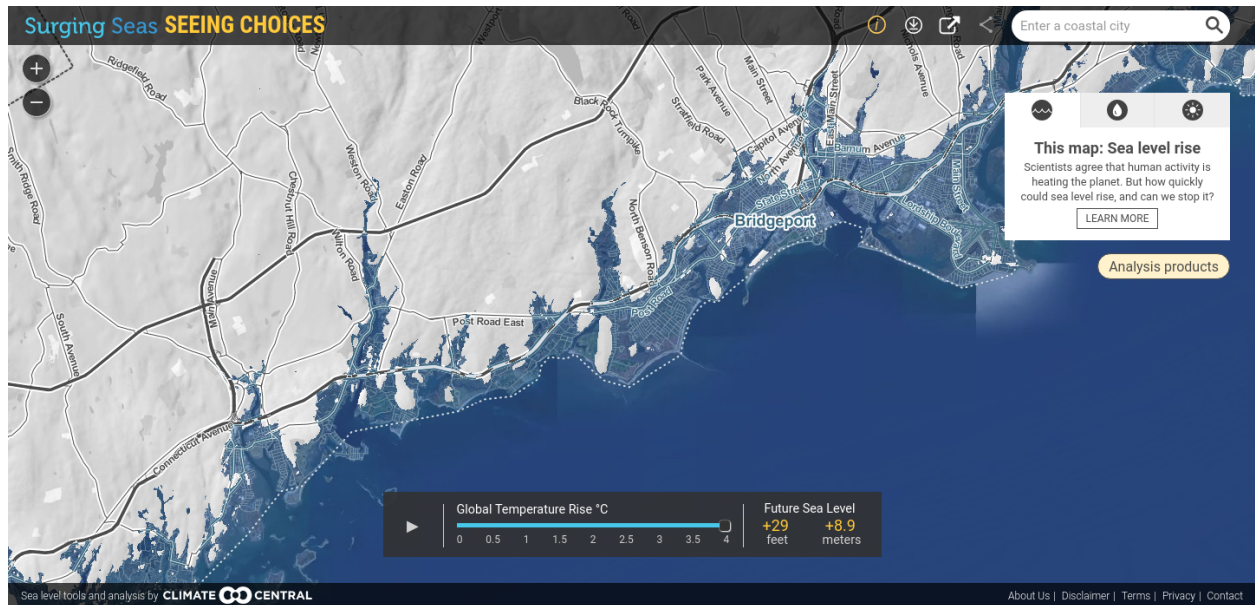 Surging Seas SEEING CHOICES
Enter a coastal city
Ridgefield Road
Smith Ridge Road
Weston Road
Easton Road
Chestnut Hill Road
Wilton Road
Main Avenue
South Avenue
Connecticut Avenue
Post Road East
Black Rock Turnpike
Stratfield Road
Park Avenue
Main Street
Capitol Avenue
North Avenue
East Main Street
Nichols Avenue
Barnum Avenue
State Street
Bridgeport
North Benson Road
Post Road
Main Street
Lordship Boulevard
This map: Sea level rise
Scientists agree that human activity is
heating the planet. But how quickly
could sea level rise, and can we stop it?
LEARN MORE
Analysis products
Global Temperature Rise °C
0 0.5 1 1.5 2 2.5 3 3.5 4
Future Sea Level
+29 +8.9
feet meters
Sea level tools and analysis by CLIMATE CENTRAL
About Us | Disclaimer | Terms | Privacy | Contact